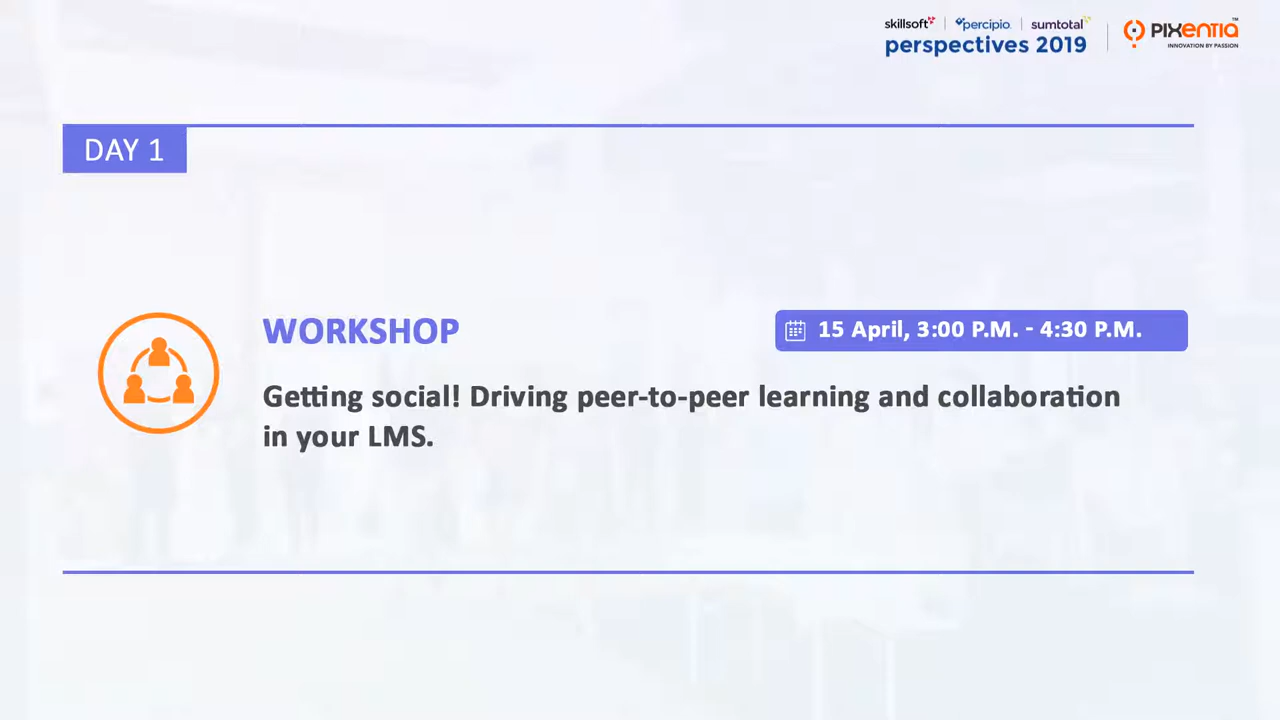 skillsoft | percipio. | sumtotal
perspectives 2019
PIXENTIA™
INNOVATION BY PASSION
DAY 1
WORKSHOP
15 April, 3:00 P.M. - 4:30 P.M.
Getting social! Driving peer-to-peer learning and collaboration
in your LMS.